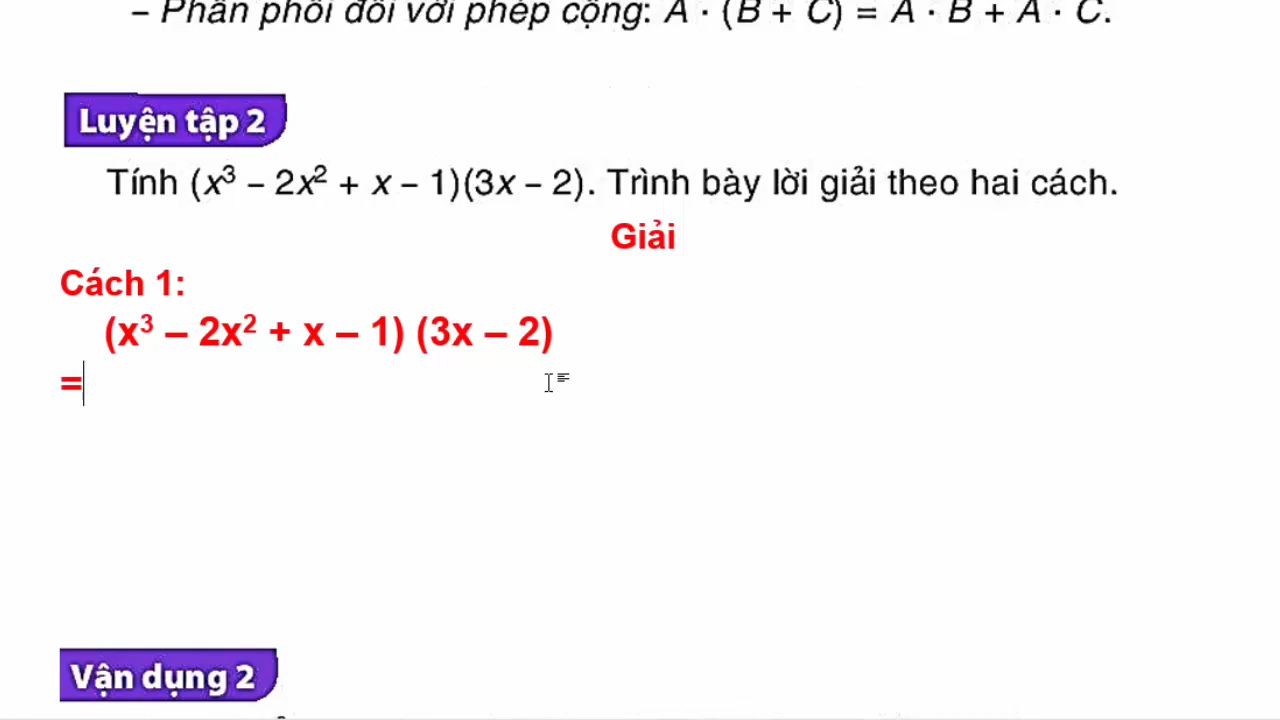 – Phân phối đối với phép cộng: A · (B + C) = A · B + A · C.
Luyện tập 2
Tính (x³ – 2x² + x – 1)(3x – 2). Trình bày lời giải theo hai cách.
Giải
Cách 1:
(x³ – 2x² + x – 1) (3x – 2)
=
Vận dụng 2